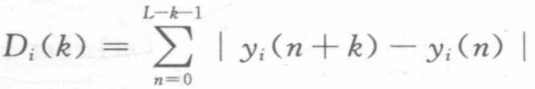 D_i(k) = \sum_{n=0}^{L-k-1} | y_i(n+k) - y_i(n) |